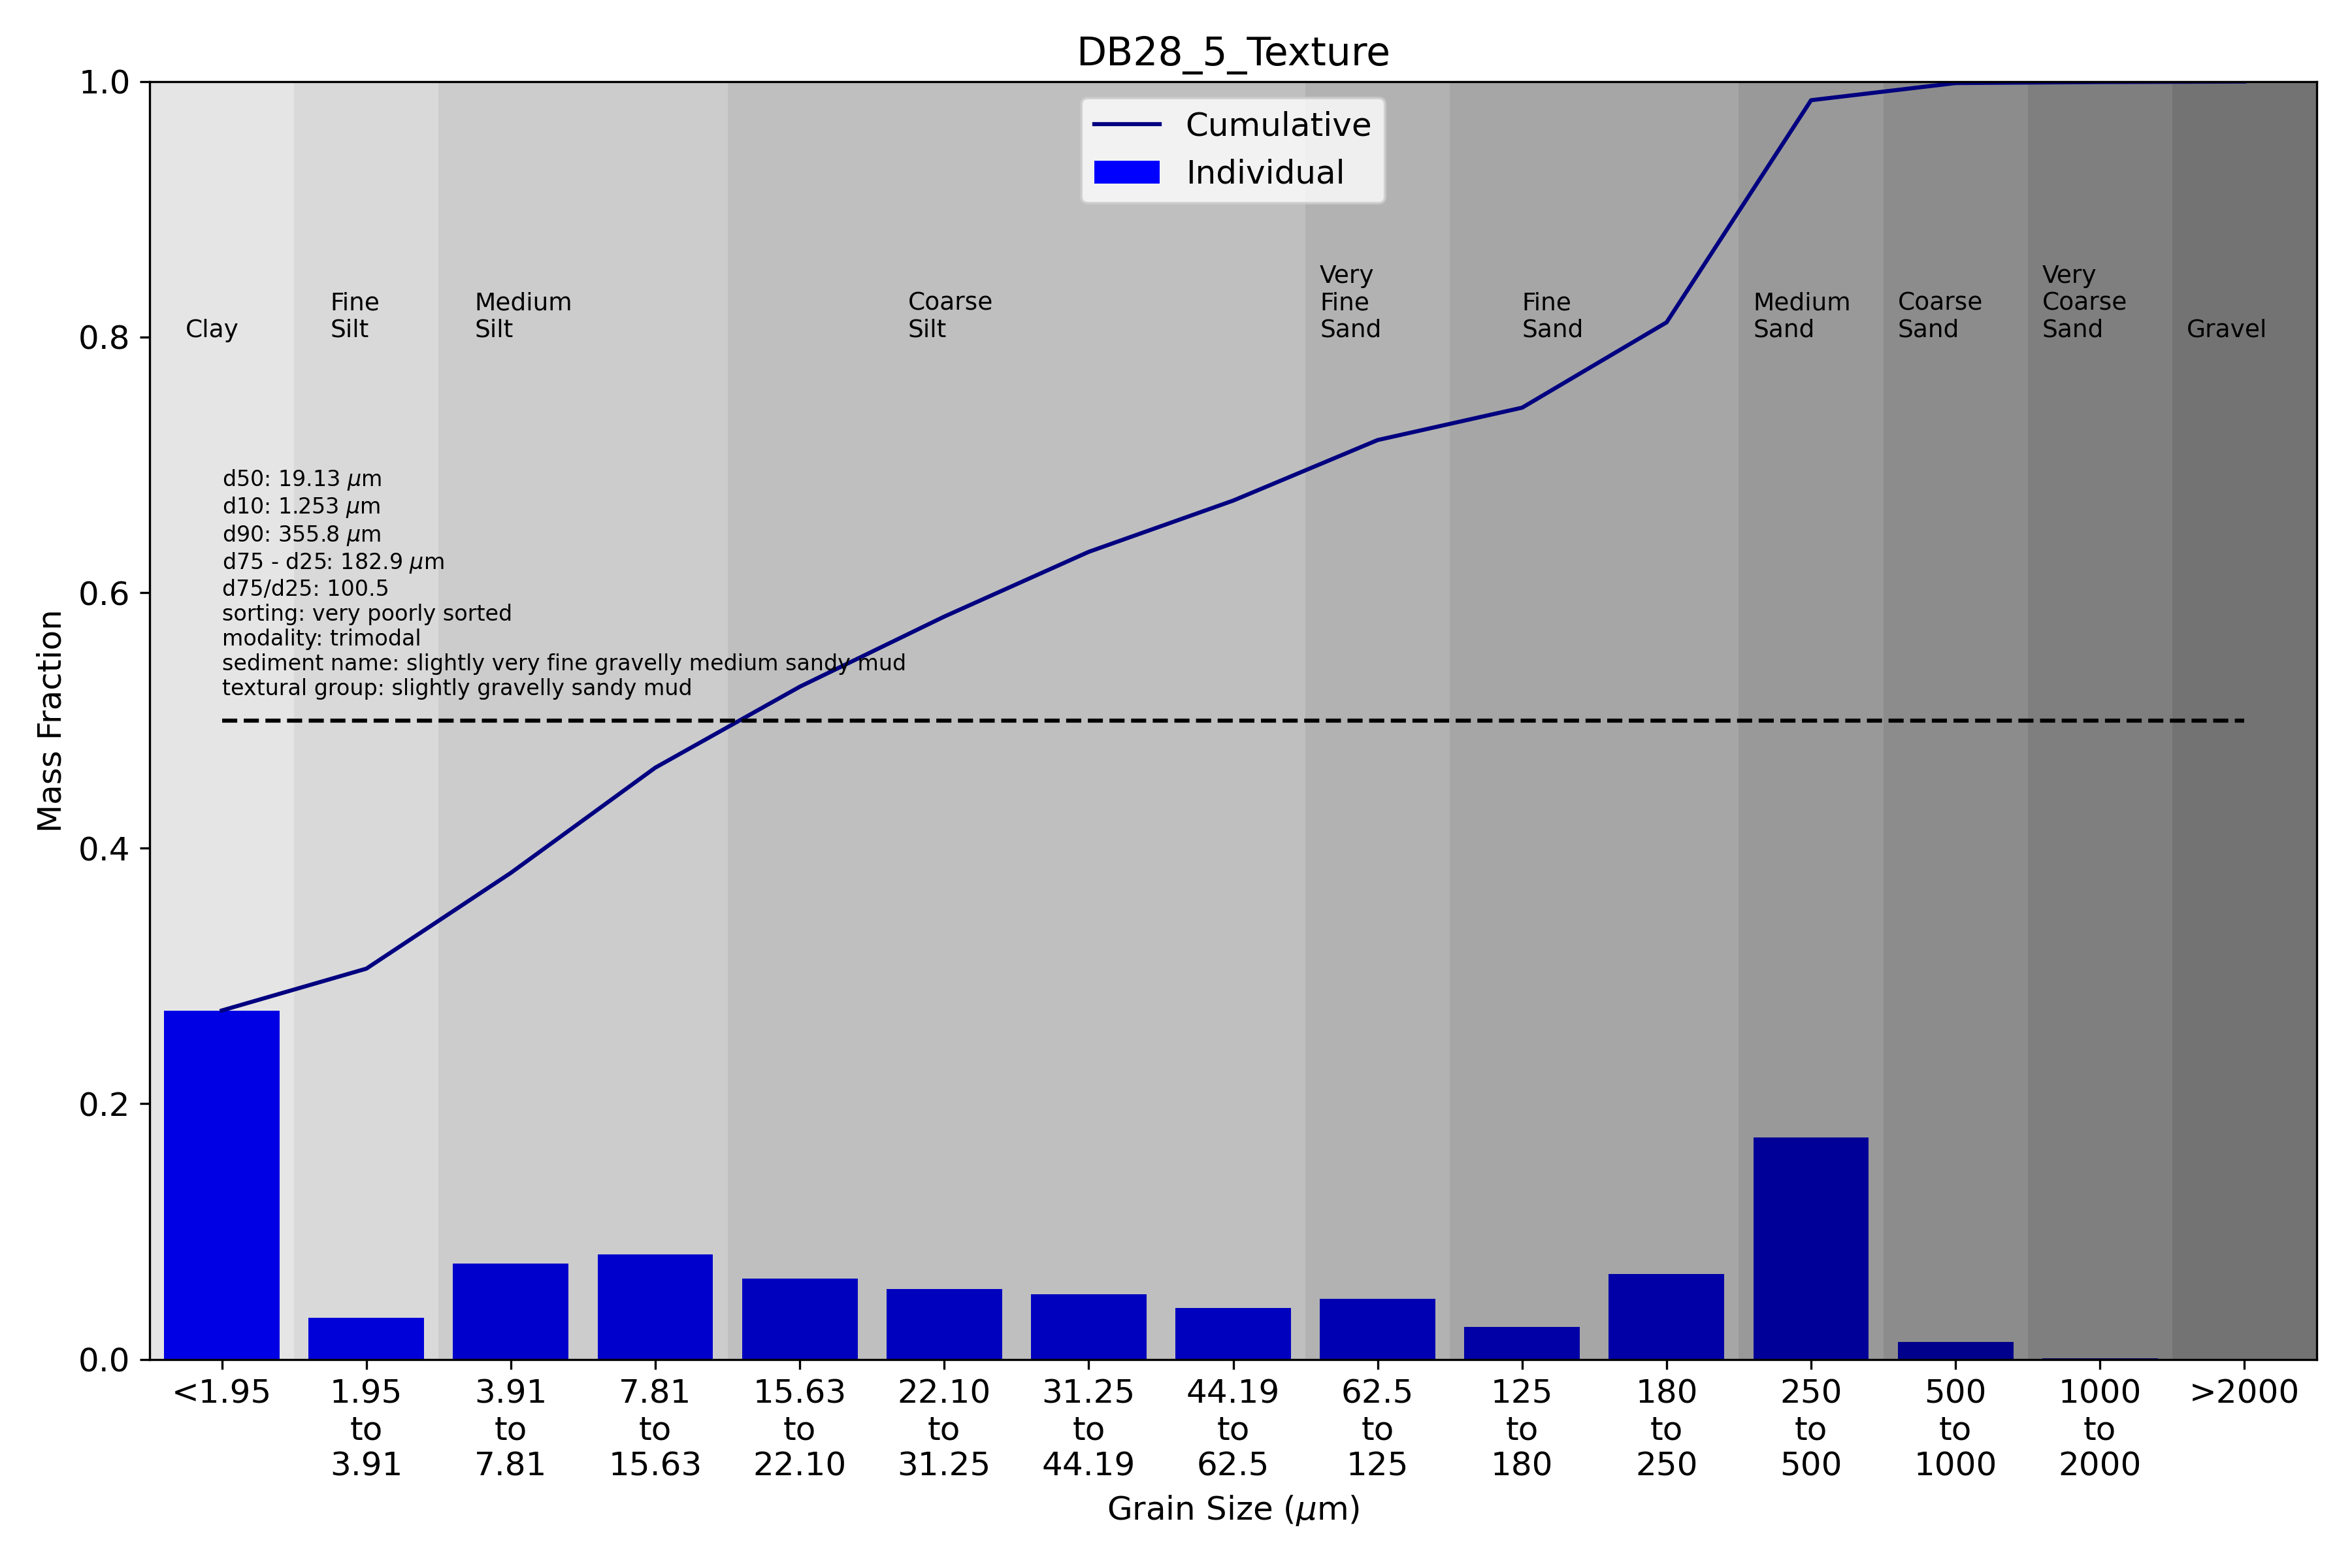 DB28_5_Texture
1.0
0.8
0.6
0.4
0.2
0.0
Mass Fraction
Cumulative
Individual
Clay
Fine
Silt
Medium
Silt
Coarse
Silt
Very
Fine
Sand
Fine
Sand
Medium
Sand
Coarse
Sand
Very
Coarse
Sand
Gravel
d50: 19.13 μm
d10: 1.253 μm
d90: 355.8 μm
d75 - d25: 182.9 μm
d75/d25: 100.5
sorting: very poorly sorted
modality: trimodal
sediment name: slightly very fine gravelly medium sandy mud
textural group: slightly gravelly sandy mud
<1.95
1.95
to
3.91
3.91
to
7.81
7.81
to
15.63
15.63
to
22.10
22.10
to
31.25
31.25
to
44.19
44.19
to
62.5
62.5
to
125
125
to
180
180
to
250
250
to
500
500
to
1000
1000
to
2000
>2000
Grain Size (μm)